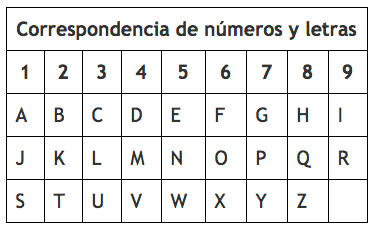 Correspondencia de números y letras
1 2 3 4 5 6 7 8 9
A B C D E F G H I
J K L M N O P Q R
S T U V W X Y Z